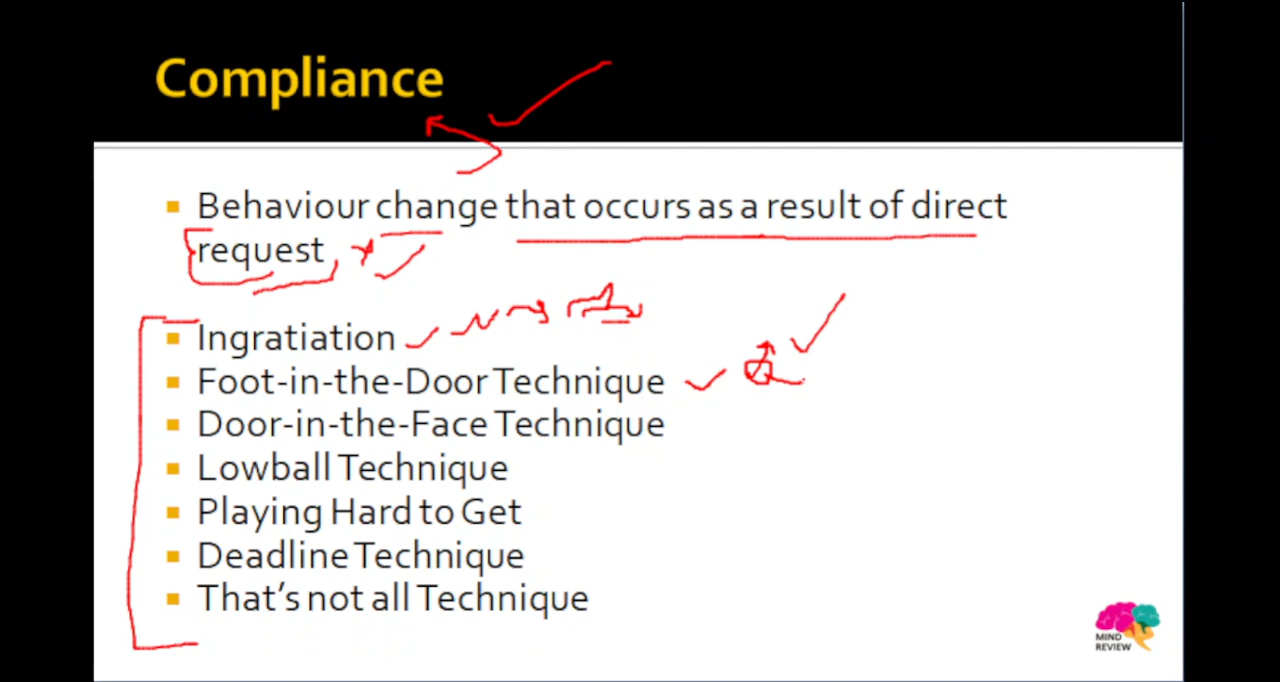 Compliance
Behaviour change that occurs as a result of direct
request
Ingratiation
Foot-in-the-Door Technique
Door-in-the-Face Technique
Lowball Technique
Playing Hard to Get
Deadline Technique
That's not all Technique
MIND
REVIEW